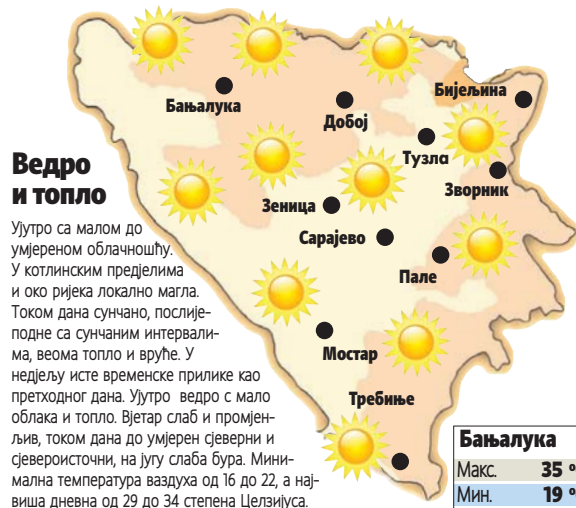 Бањалука
Добој
Бијељина
Тузла
Зворник
Зеница
Сарајево
Пале
Мостар
Требиње
Ведро
и топло
Ујутро са малом до
умјереном облачношћу.
У котлинским предјелима
и око ријека локално магла.
Током дана сунчано, послије-
подне са сунчаним интервали-
ма, веома топло и вруће. У
недјељу исте временске прилике као
претходног дана. Ујутро ведро с мало
облака и топло. Вјетар слаб и промјен-
љив, током дана до умјерен сјеверни и
сјевероисточни, на југу слаба бура. Мини-
мална температура ваздуха од 16 до 22, а нај-
виша дневна од 29 до 34 степена Целзијуса.
Бањалука
Макс. 35 °
Мин. 19 °